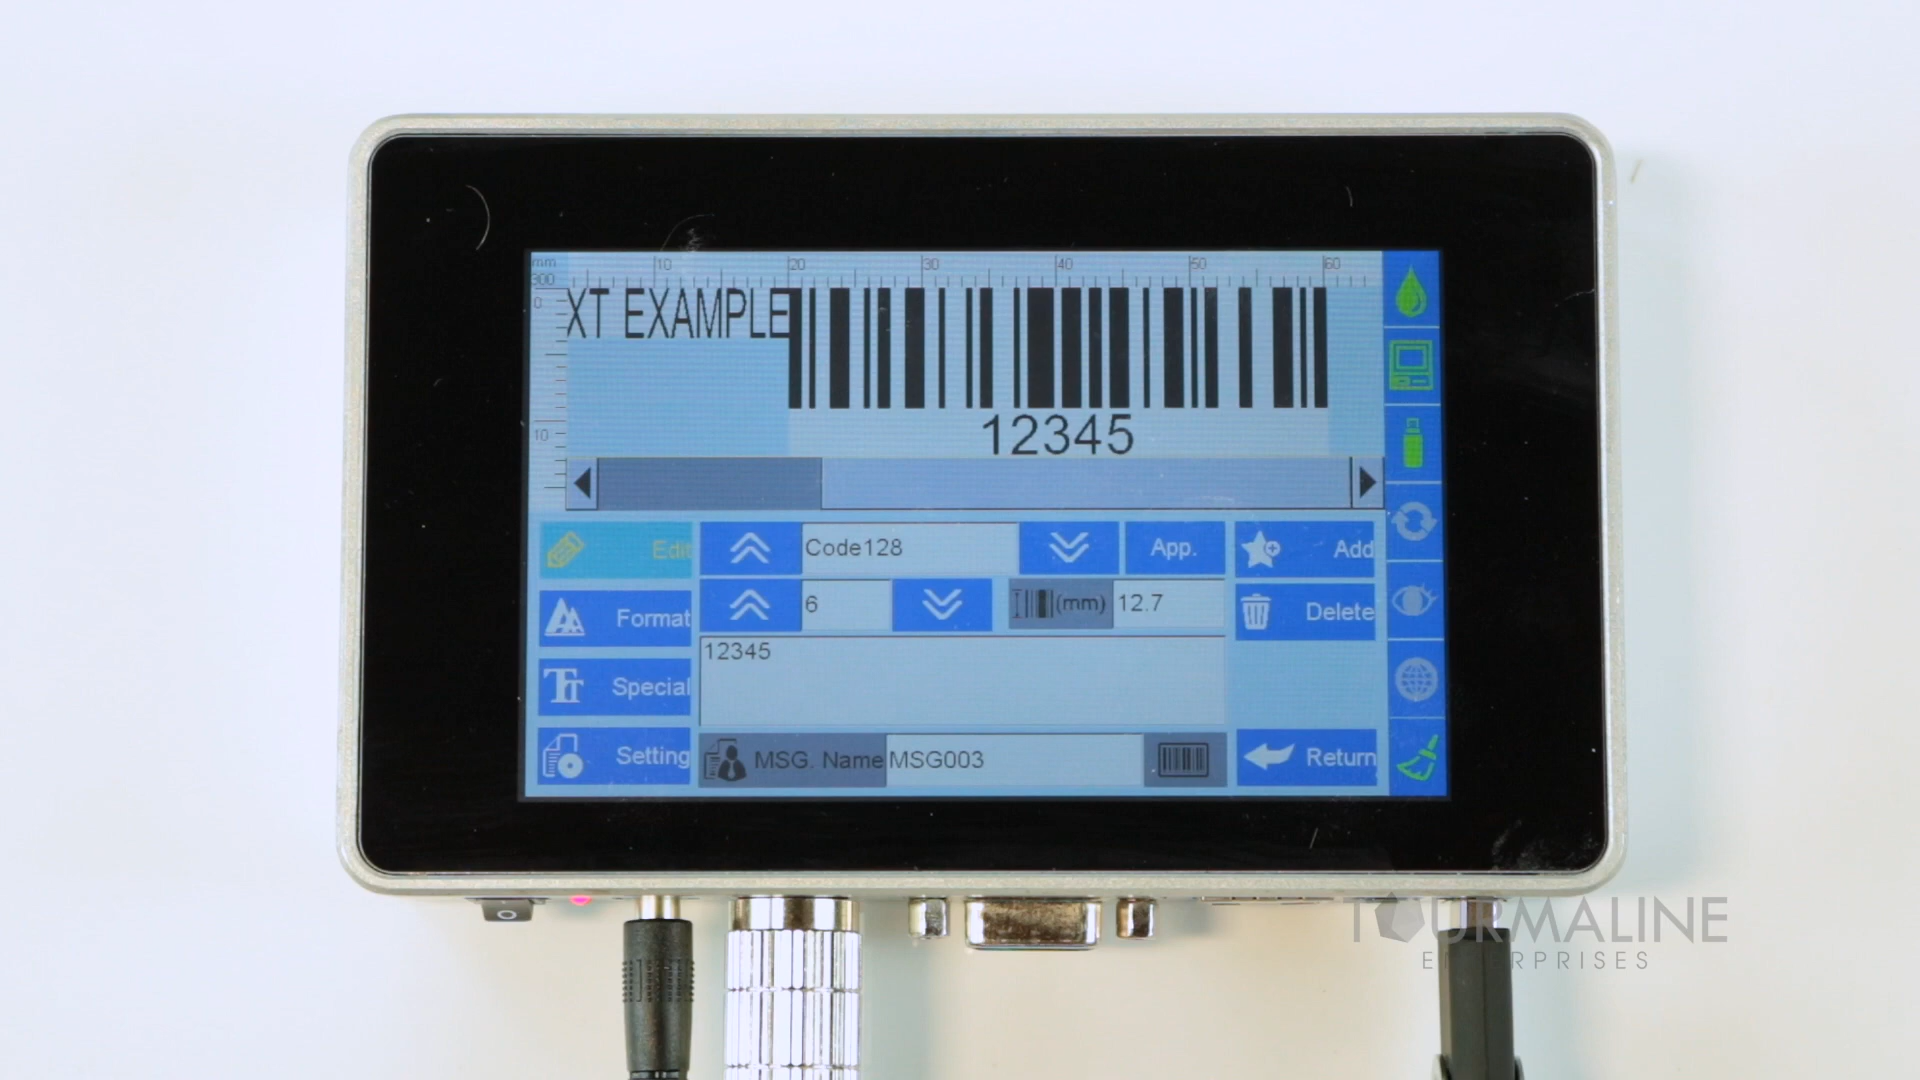 mm 10 20 30 40 50 60
300
0
XT EXAMPLE
10
12345
Edit Code128 App. Add
Format 6 (mm) 12.7 Delete
12345
Special
Setting MSG. Name MSG003 Return
TOURMALINE
ENTERPRISES